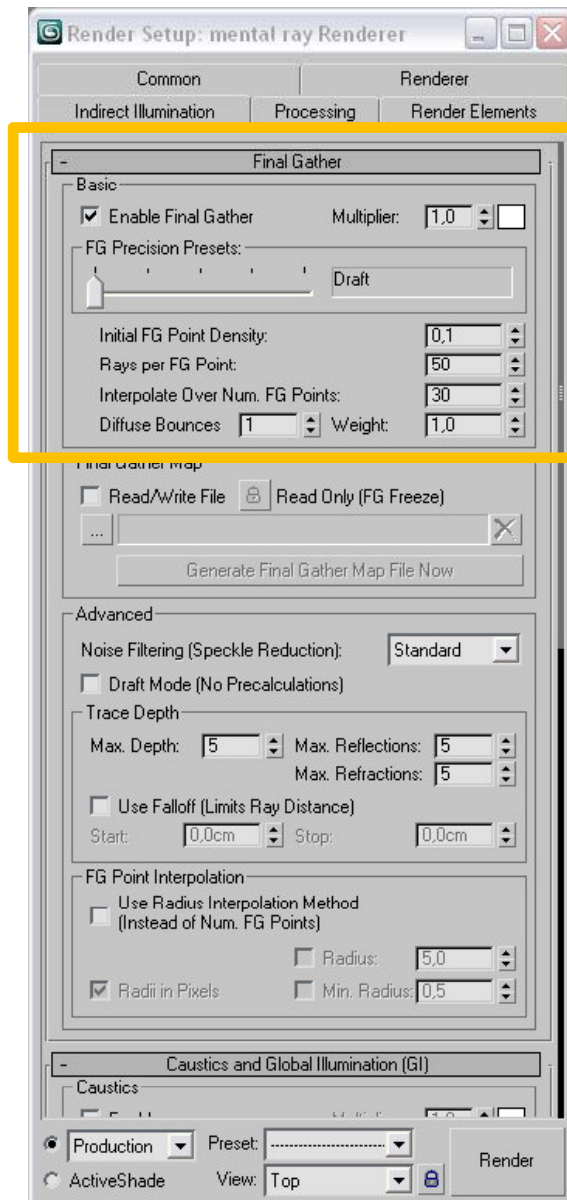 Render Setup: mental ray Renderer
Common Renderer
Indirect Illumination Processing Render Elements
- Final Gather
Basic
Enable Final Gather Multiplier: 1,0
FG Precision Presets:
Draft
Initial FG Point Density: 0,1
Rays per FG Point: 50
Interpolate Over Num. FG Points: 30
Diffuse Bounces 1 Weight: 1,0
Final Gather Map
Read/Write File Read Only (FG Freeze)
...
Generate Final Gather Map File Now
Advanced
Noise Filtering (Speckle Reduction): Standard
Draft Mode (No Precalculations)
Trace Depth
Max. Depth: 5 Max. Reflections: 5
Max. Refractions: 5
Use Falloff (Limits Ray Distance)
Start: 0,0cm Stop: 0,0cm
FG Point Interpolation
Use Radius Interpolation Method
(Instead of Num. FG Points)
Radius: 5,0
Radii in Pixels Min. Radius: 0,5
- Caustics and Global Illumination (GI)
Caustics
Production Preset: -----------------------
Render
ActiveShade View: Top